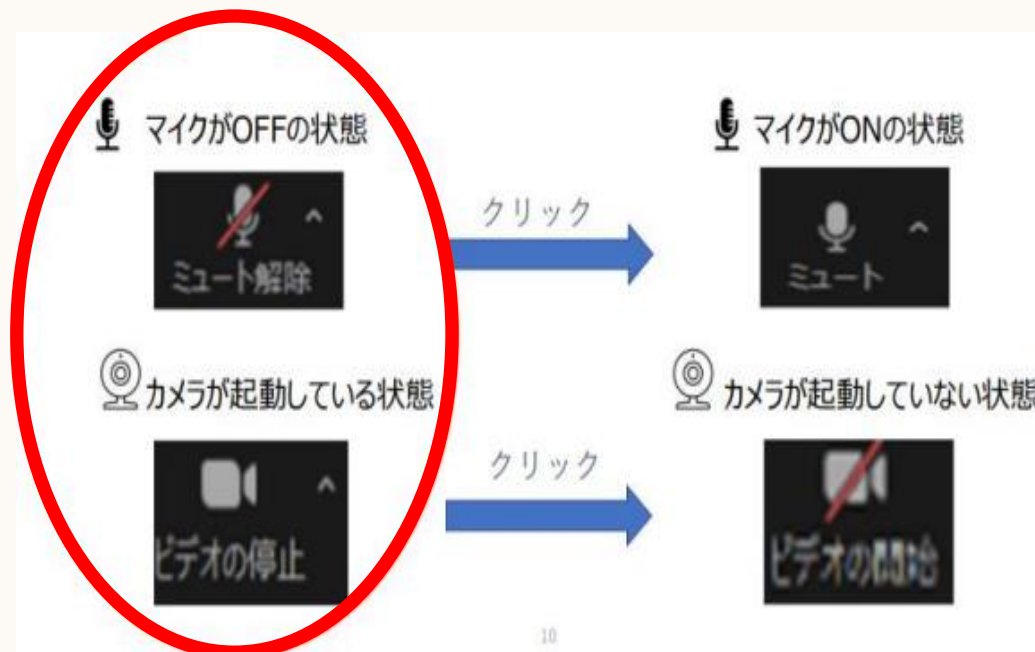 マイクがOFFの状態
マイクがONの状態
ミュート解除
クリック
ミュート
カメラが起動している状態
カメラが起動していない状態
ビデオの停止
クリック
ビデオの開始
10